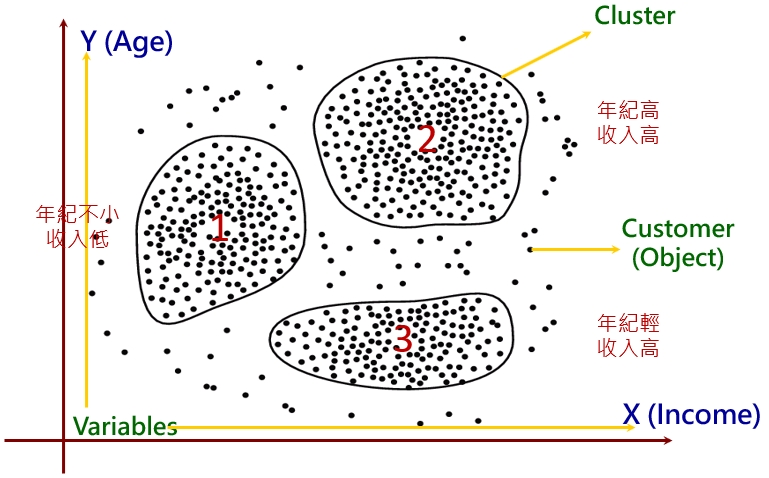 Cluster
Y (Age)
年紀高
收入高
2
1
年紀不小
收入低
Customer
(Object)
3
年紀輕
收入高
X (Income)
Variables